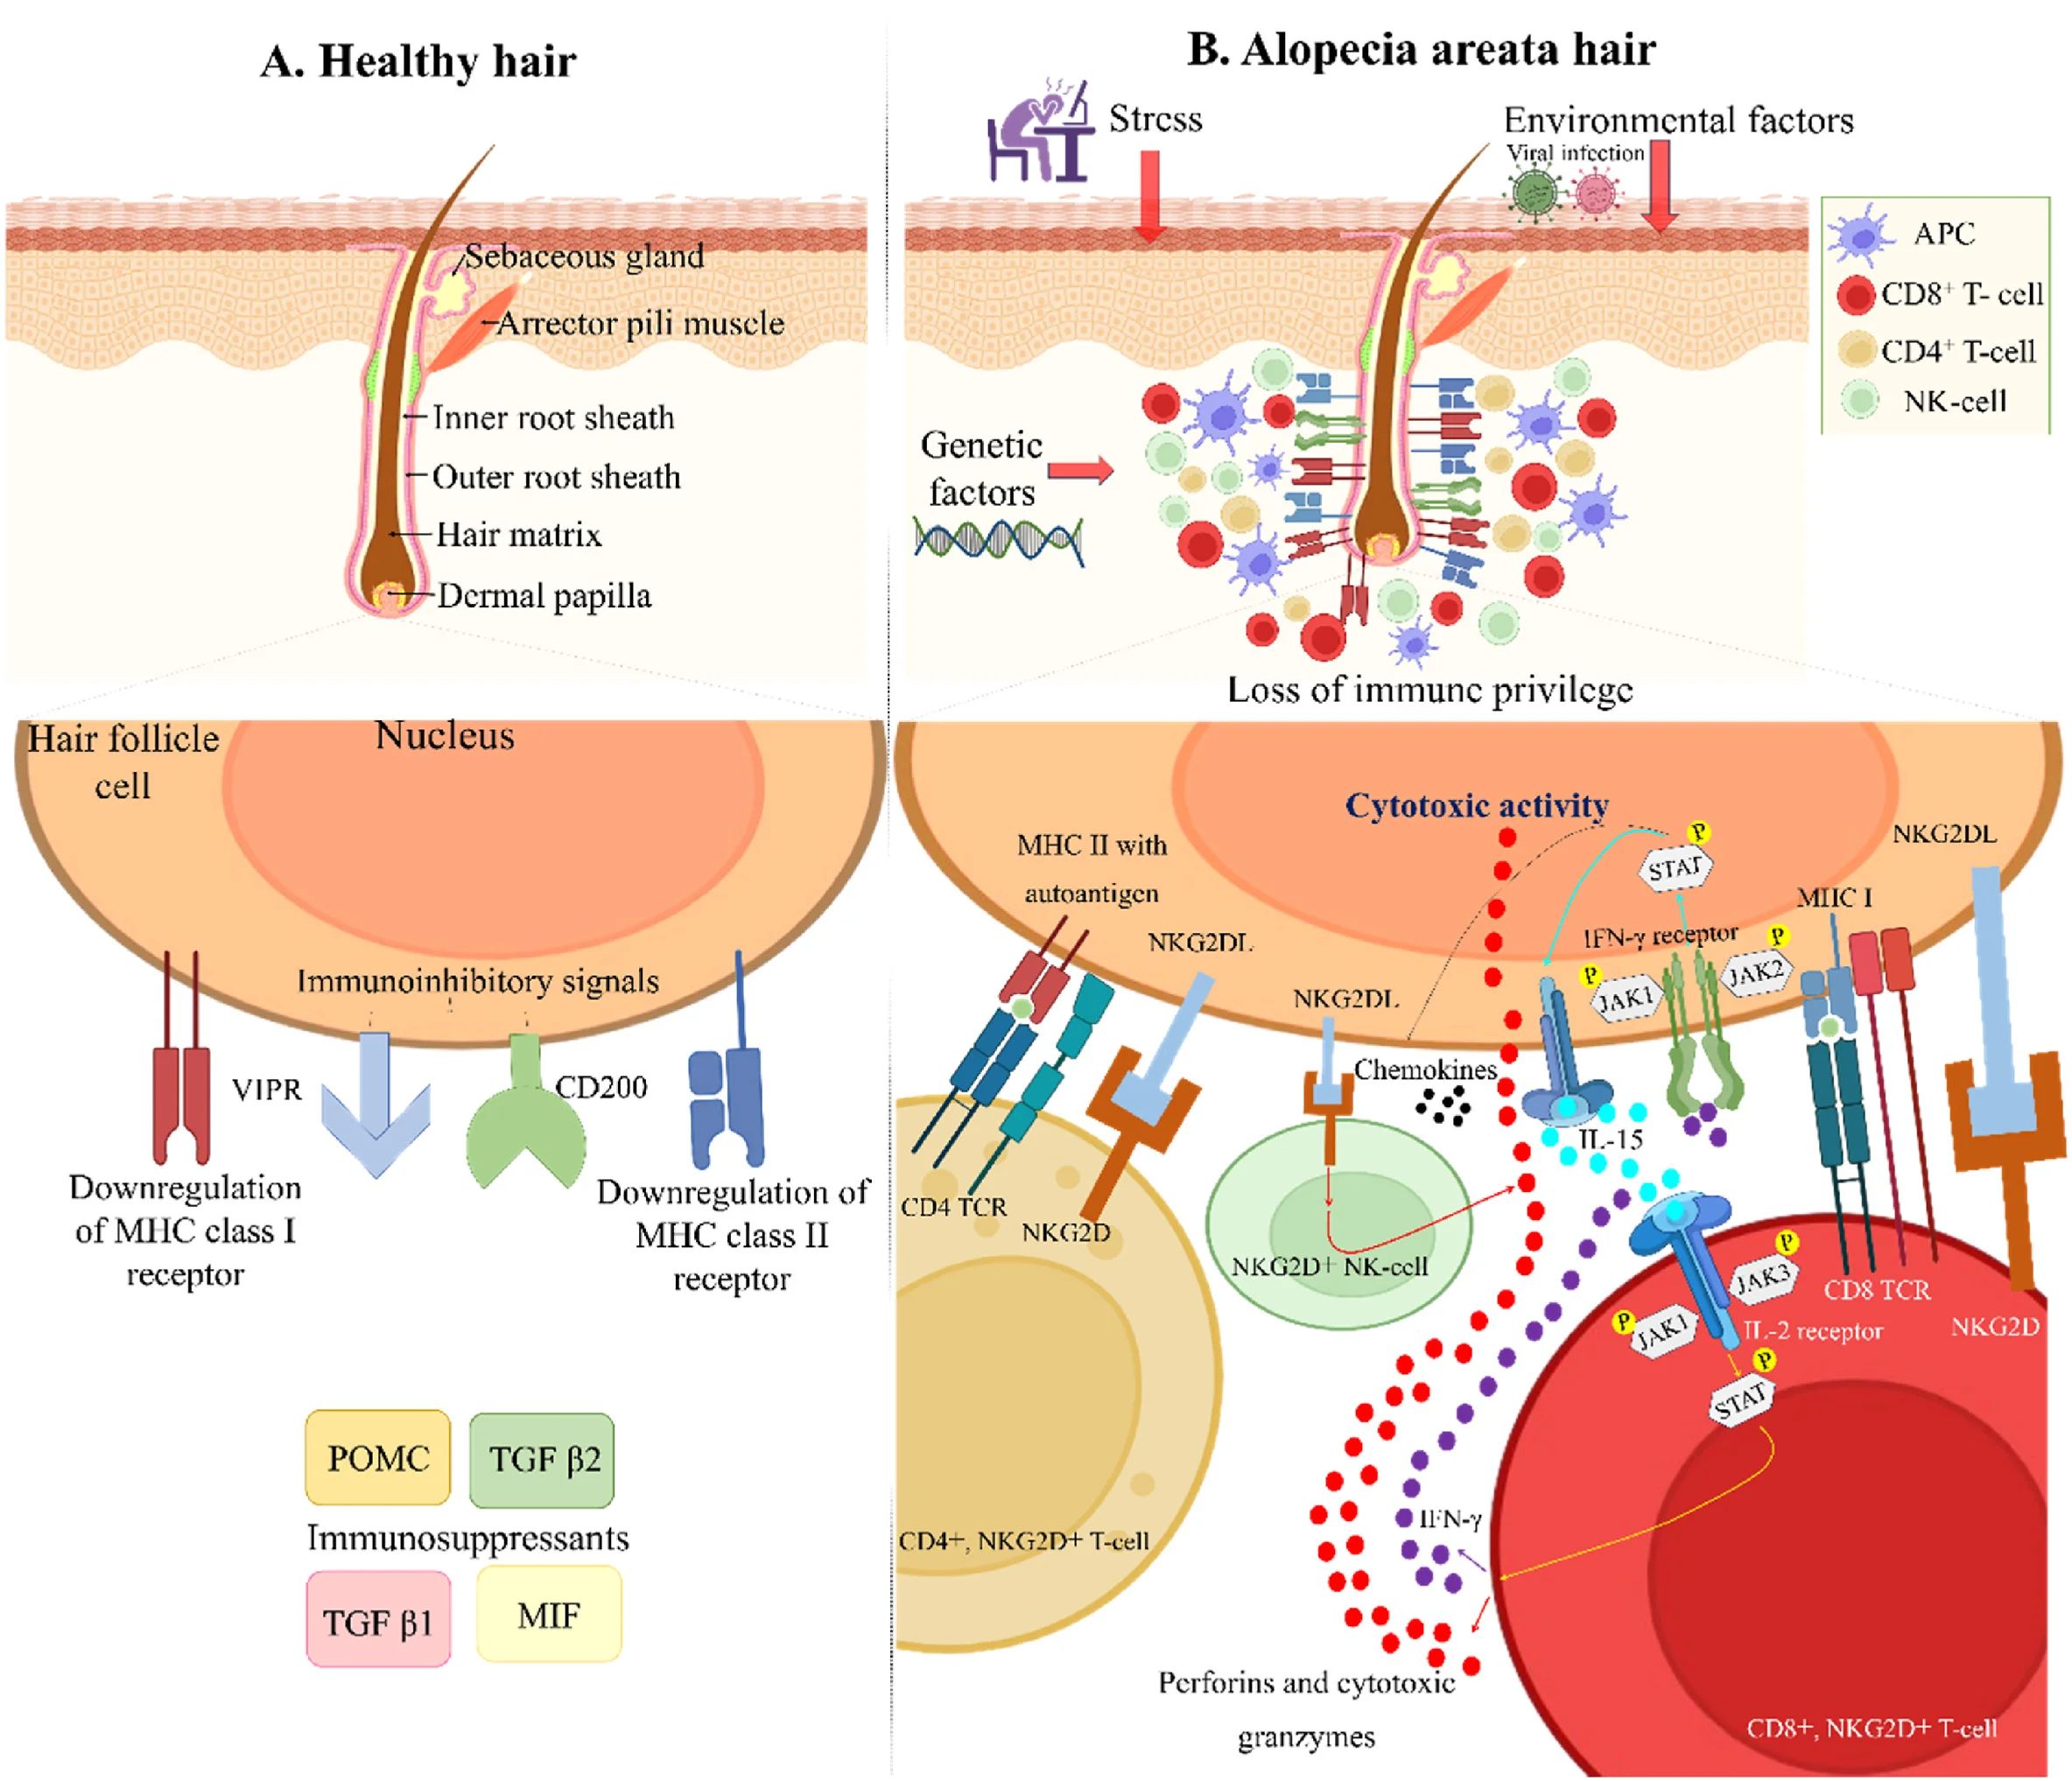 A. Healthy hair
Sebaceous gland
Arrector pili muscle
Inner root sheath
Outer root sheath
Hair matrix
Dermal papilla
Hair follicle
cell
Nucleus
Immunoinhibitory signals
VIPR
CD200
Downregulation
of MHC class I
receptor
Downregulation of
MHC class II
receptor
POMC
TGF β2
Immunosuppressants
TGF β1
MIF
B. Alopecia areata hair
Stress
Environmental factors
Viral infection
APC
CD8+ T- cell
CD4+ T-cell
NK-cell
Genetic
factors
Loss of immune privilege
Cytotoxic activity
MHC II with
autoantigen
NKG2DL
NKG2DL
P
STAT
NKG2DL
MHC I
IFN-γ receptor
P
P
JAK1
JAK2
Chemokines
IL-15
CD4 TCR
NKG2D
NKG2D+ NK-cell
P
JAK3
CD8 TCR
P
JAK1
IL-2 receptor
NKG2D
P
STAT
IFN-γ
CD4+, NKG2D+ T-cell
Perforins and cytotoxic
granzymes
CD8+, NKG2D+ T-cell